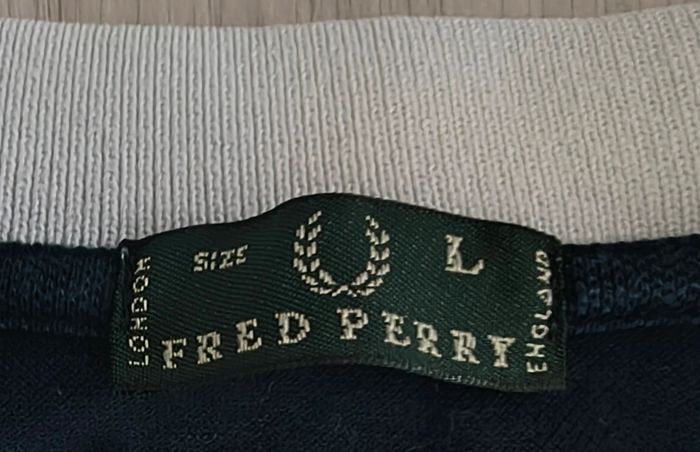 SIZE L
LONDON
FRED PERRY
ENGLAND